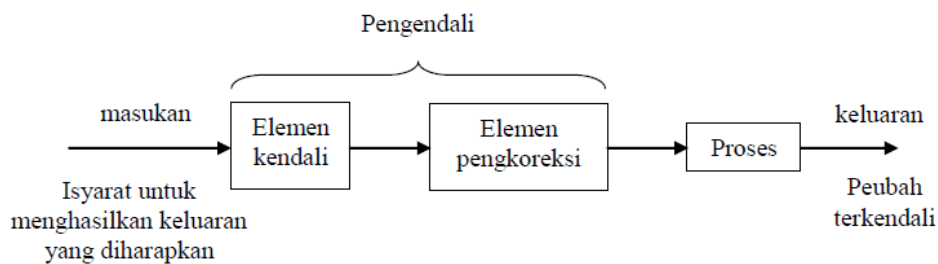 Pengendali
masukan
Elemen
kendali
Elemen
pengkoreksi
Proses
keluaran
Isyarat untuk
menghasilkan keluaran
yang diharapkan
Peubah
terkendali